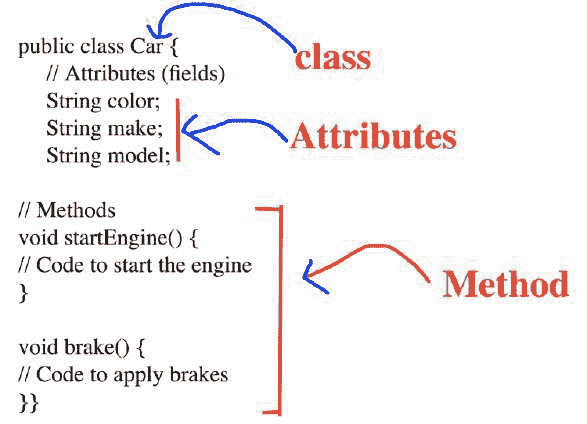 public class Car {
class
// Attributes (fields)
String color;
String make;
Attributes
String model;
// Methods
void startEngine() {
// Code to start the engine
}
Method
void brake() {
// Code to apply brakes
}}